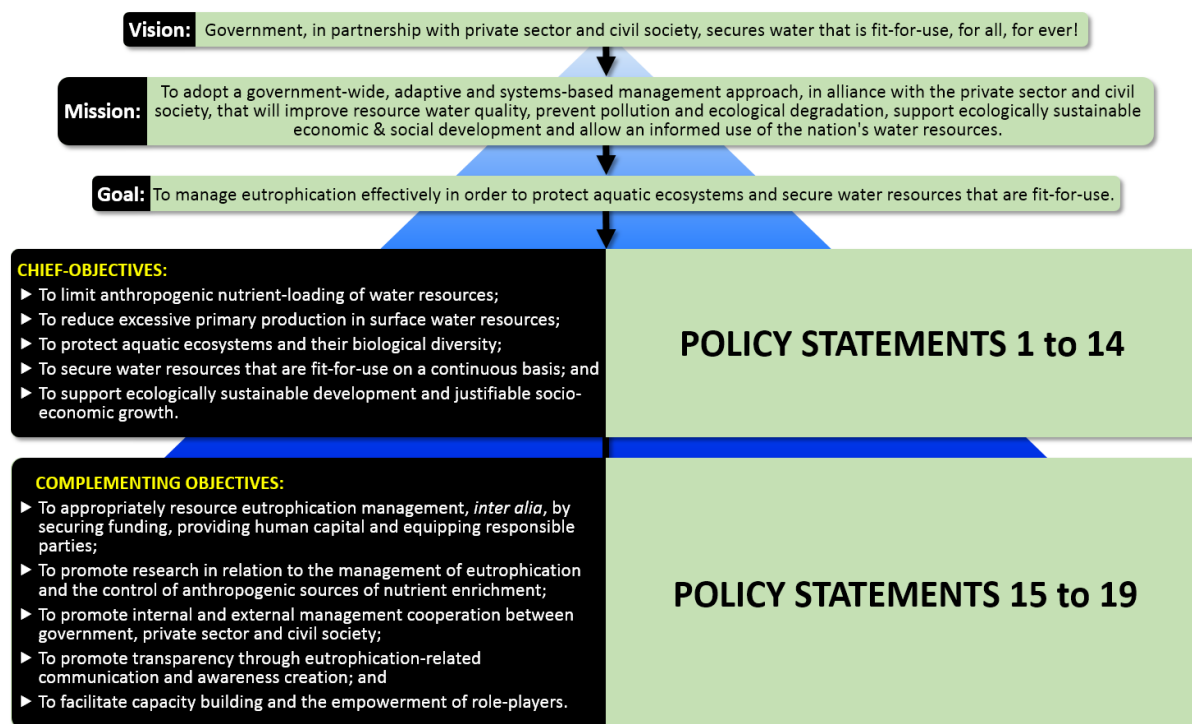 Vision: Government, in partnership with private sector and civil society, secures water that is fit-for-use, for all, for ever!
Mission: To adopt a government-wide, adaptive and systems-based management approach, in alliance with the private sector and civil
society, that will improve resource water quality, prevent pollution and ecological degradation, support ecologically sustainable
economic & social development and allow an informed use of the nation's water resources.
Goal: To manage eutrophication effectively in order to protect aquatic ecosystems and secure water resources that are fit-for-use.
CHIEF-OBJECTIVES:
▶ To limit anthropogenic nutrient-loading of water resources;
▶ To reduce excessive primary production in surface water resources;
▶ To protect aquatic ecosystems and their biological diversity;
▶ To secure water resources that are fit-for-use on a continuous basis; and
▶ To support ecologically sustainable development and justifiable socio-
economic growth.
POLICY STATEMENTS 1 to 14
COMPLEMENTING OBJECTIVES:
▶ To appropriately resource eutrophication management, inter alia, by
securing funding, providing human capital and equipping responsible
parties;
▶ To promote research in relation to the management of eutrophication
and the control of anthropogenic sources of nutrient enrichment;
▶ To promote internal and external management cooperation between
government, private sector and civil society;
▶ To promote transparency through eutrophication-related
communication and awareness creation; and
▶ To facilitate capacity building and the empowerment of role-players.
POLICY STATEMENTS 15 to 19